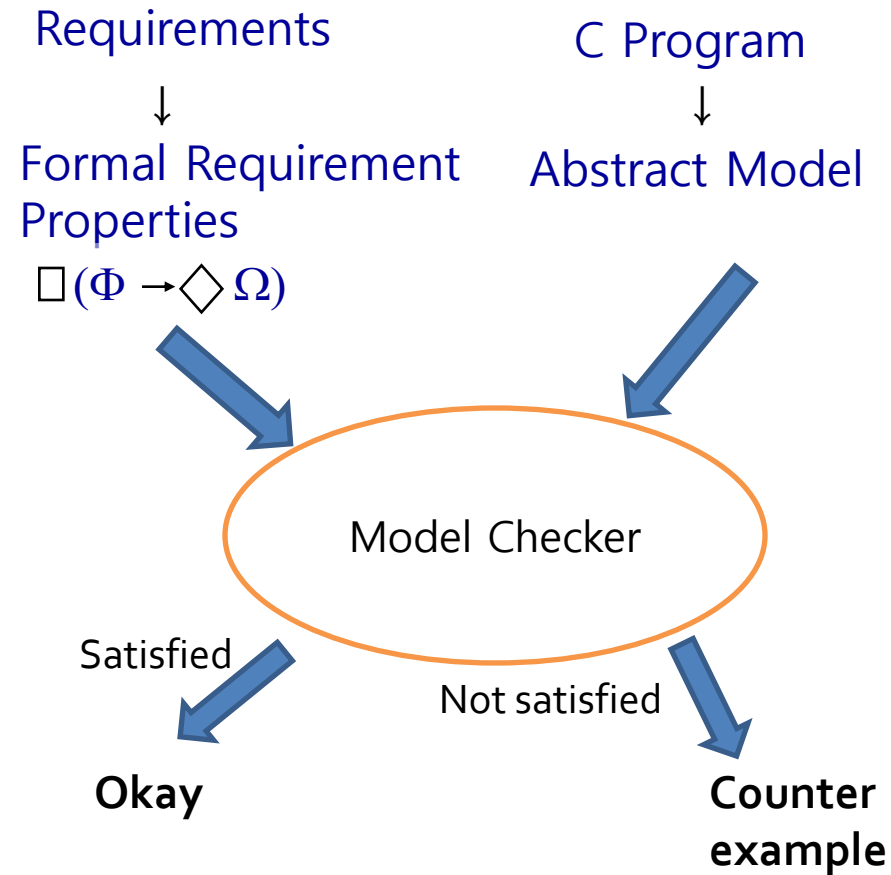 Requirements
↓
Formal Requirement
Properties
□(Φ →◇ Ω)
C Program
↓
Abstract Model
Model Checker
Satisfied
Not satisfied
Okay
Counter
example